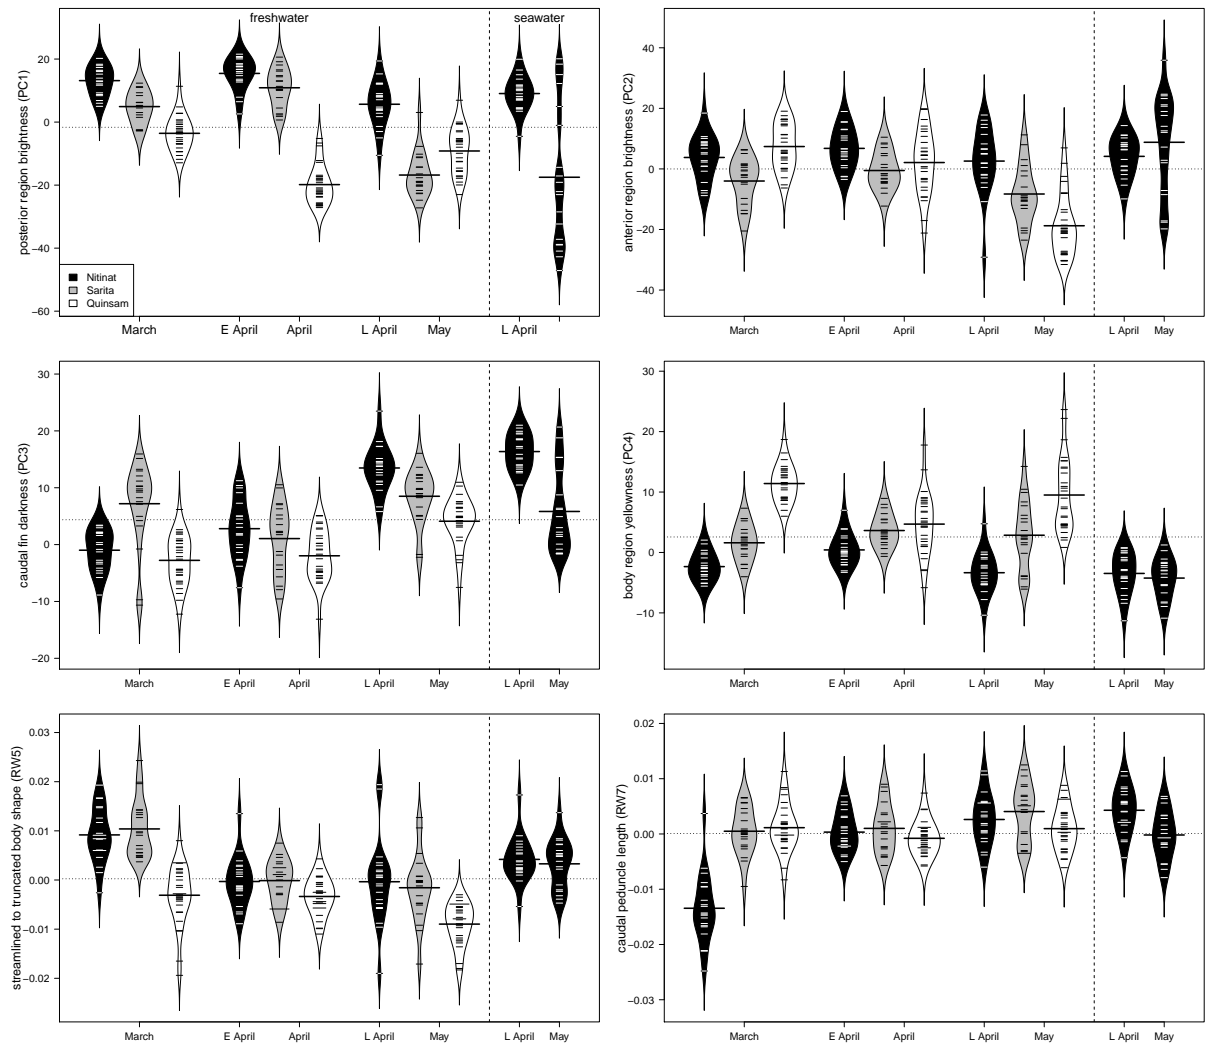 freshwater
seawater
posterior region brightness (PC1)
20
0
−20
−40
−60
Nitinat
Sarita
Quinsam
March
E April
April
L April
May
L April
anterior region brightness (PC2)
40
20
0
−20
−40
March
E April
April
L April
May
L April
May
caudal fin darkness (PC3)
30
20
10
0
−10
−20
March
E April
April
L April
May
L April
May
body region yellowness (PC4)
30
20
10
0
−10
March
E April
April
L April
May
L April
May
streamlined to truncated body shape (RW5)
0.03
0.02
0.01
0.00
−0.01
−0.02
March
E April
April
L April
May
L April
May
caudal peduncle length (RW7)
0.02
0.01
0.00
−0.01
−0.02
−0.03
March
E April
April
L April
May
L April
May